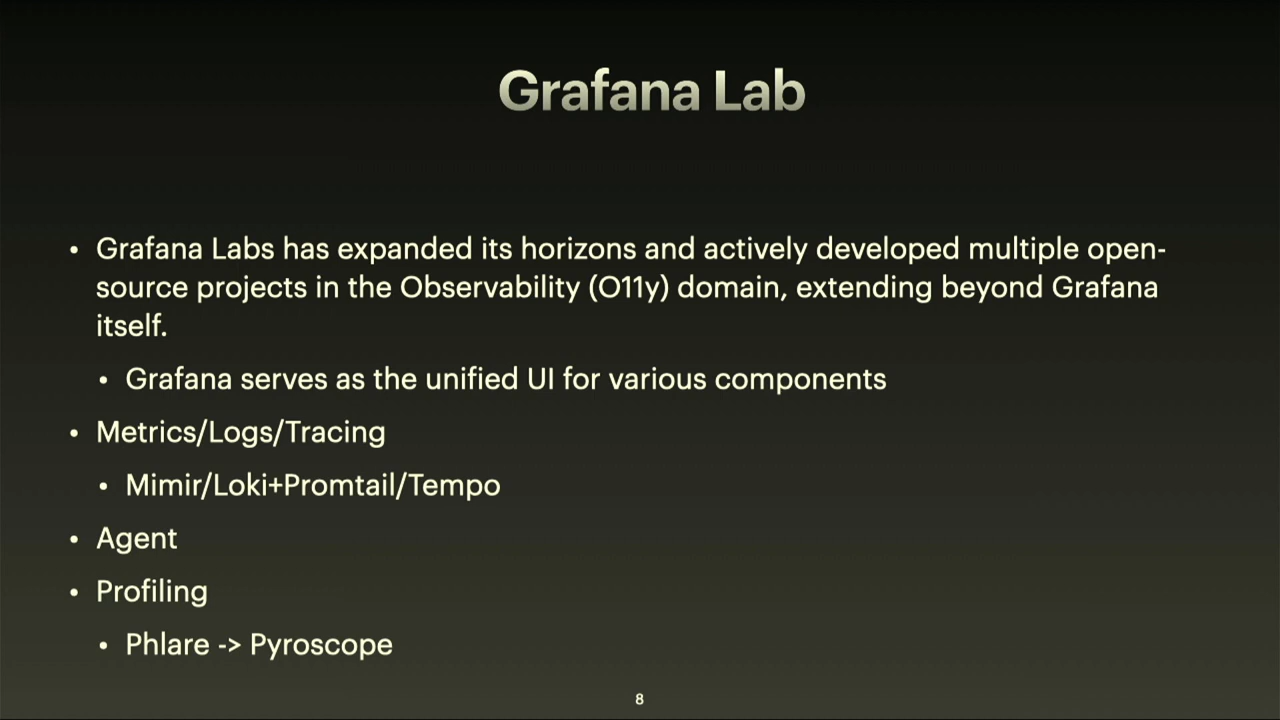 Grafana Lab
• Grafana Labs has expanded its horizons and actively developed multiple open-
source projects in the Observability (O11y) domain, extending beyond Grafana
itself.
• Grafana serves as the unified UI for various components
• Metrics/Logs/Tracing
• Mimir/Loki+Promtail/Tempo
• Agent
• Profiling
• Phlare -> Pyroscope
8